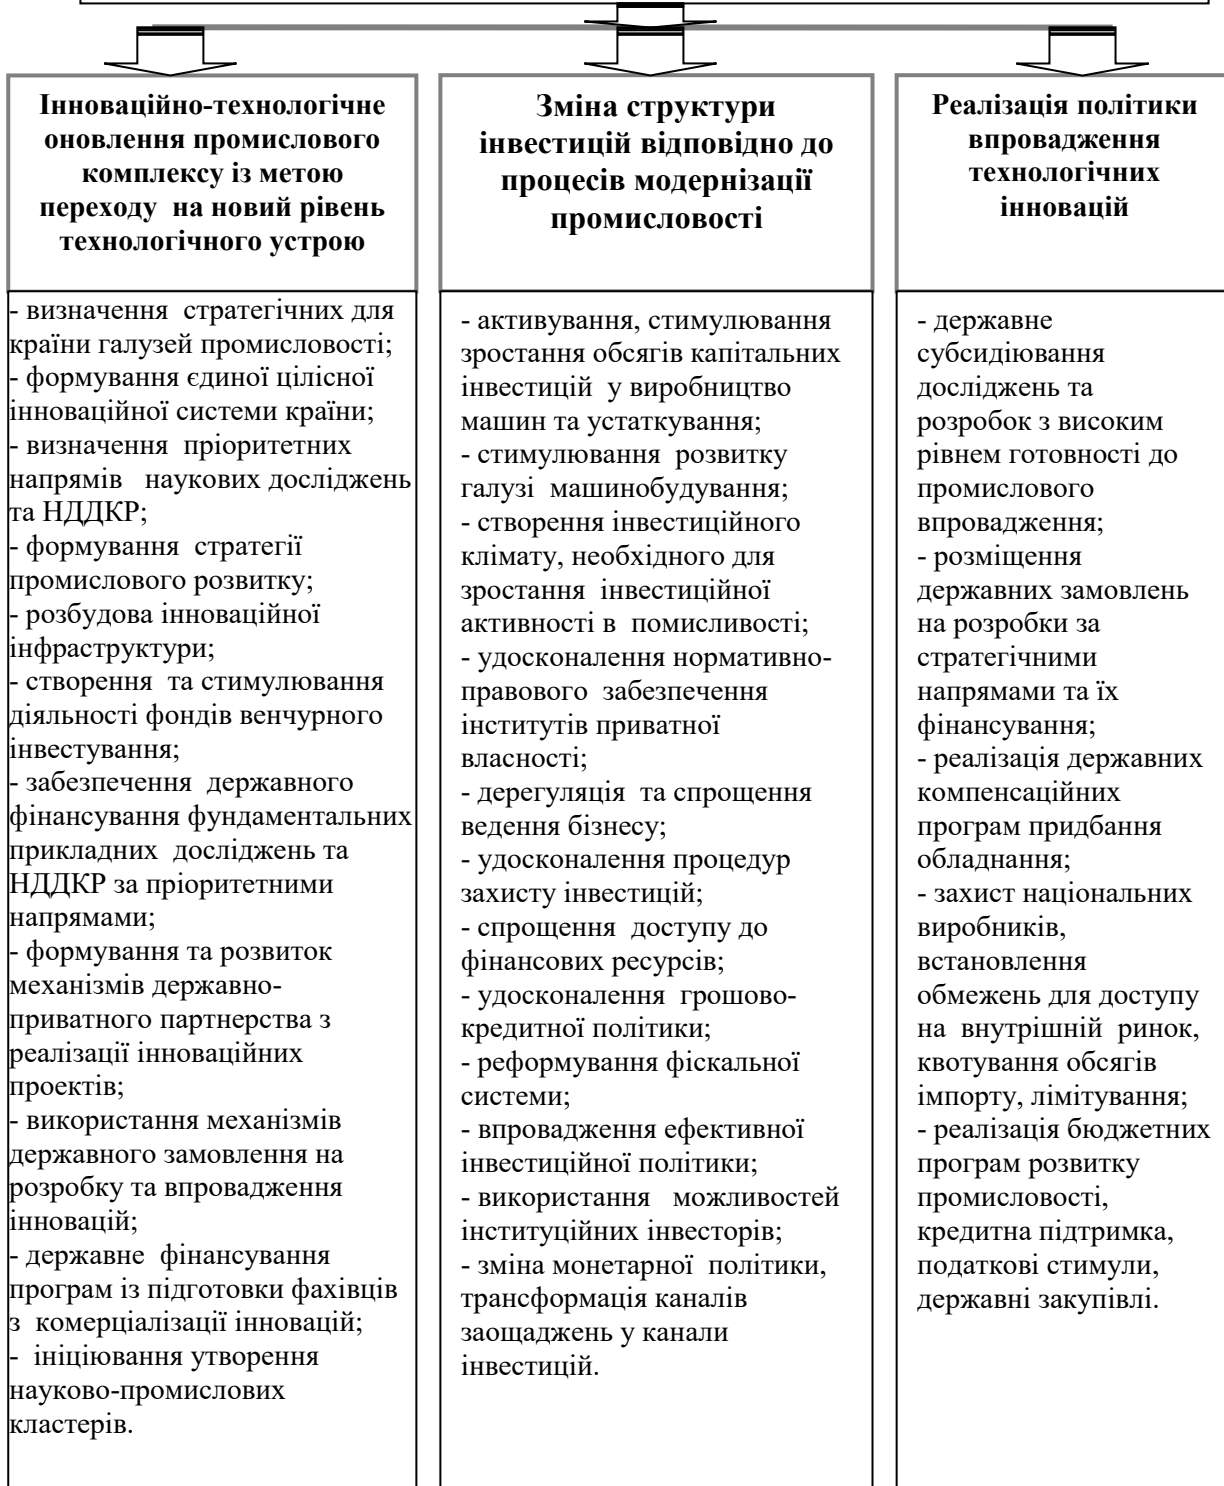 Інноваційно-технологічне
оновлення промислового
комплексу із метою
переходу на новий рівень
технологічного устрою
- визначення стратегічних для
країни галузей промисловості;
- формування єдиної цілісної
інноваційної системи країни;
- визначення пріоритетних
напрямів наукових досліджень
та НДДКР;
- формування стратегії
промислового розвитку;
- розбудова інноваційної
інфраструктури;
- створення та стимулювання
діяльності фондів венчурного
інвестування;
- забезпечення державного
фінансування фундаментальних
прикладних досліджень та
НДДКР за пріоритетними
напрямами;
- формування та розвиток
механізмів державно-
приватного партнерства з
реалізації інноваційних
проектів;
- використання механізмів
державного замовлення на
розробку та впровадження
інновацій;
- державне фінансування
програм із підготовки фахівців
з комерціалізації інновацій;
- ініціювання утворення
науково-промислових
кластерів.
Зміна структури
інвестицій відповідно до
процесів модернізації
промисловості
- активування, стимулювання
зростання обсягів капітальних
інвестицій у виробництво
машин та устаткування;
- стимулювання розвитку
галузі машинобудування;
- створення інвестиційного
клімату, необхідного для
зростання інвестиційної
активності в помисливості;
- удосконалення нормативно-
правового забезпечення
інститутів приватної
власності;
- дерегуляція та спрощення
ведення бізнесу;
- удосконалення процедур
захисту інвестицій;
- спрощення доступу до
фінансових ресурсів;
- удосконалення грошово-
кредитної політики;
- реформування фіскальної
системи;
- впровадження ефективної
інвестиційної політики;
- використання можливостей
інституційних інвесторів;
- зміна монетарної політики,
трансформація каналів
заощаджень у канали
інвестицій.
Реалізація політики
впровадження
технологічних
інновацій
- державне
субсидіювання
досліджень та
розробок з високим
рівнем готовності до
промислового
впровадження;
- розміщення
державних замовлень
на розробки за
стратегічними
напрямами та їх
фінансування;
- реалізація державних
компенсаційних
програм придбання
обладнання;
- захист національних
виробників,
встановлення
обмежень для доступу
на внутрішній ринок,
квотування обсягів
імпорту, лімітування;
- реалізація бюджетних
програм розвитку
промисловості,
кредитна підтримка,
податкові стимули,
державні закупівлі.